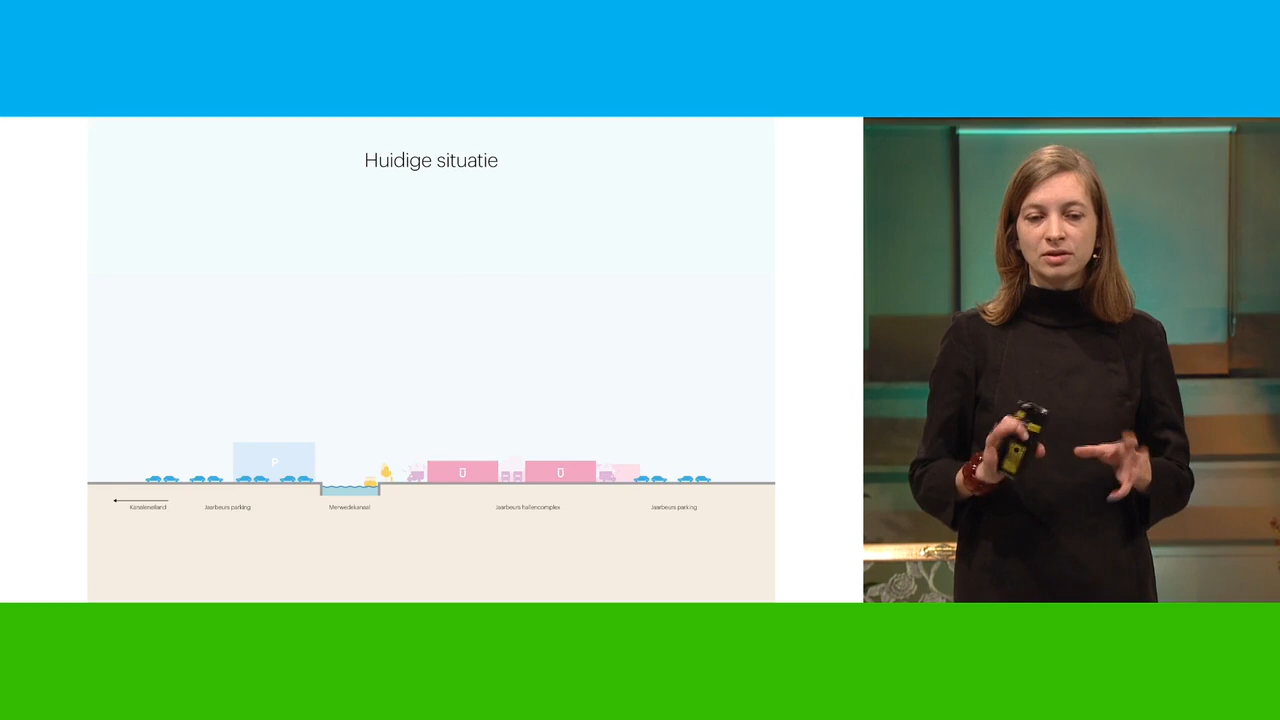 Huidige situatie
P
Kanaleneiland
Jaarbeurs parking
Merwedekanaal
Jaarbeurs hallencomplex
Jaarbeurs parking